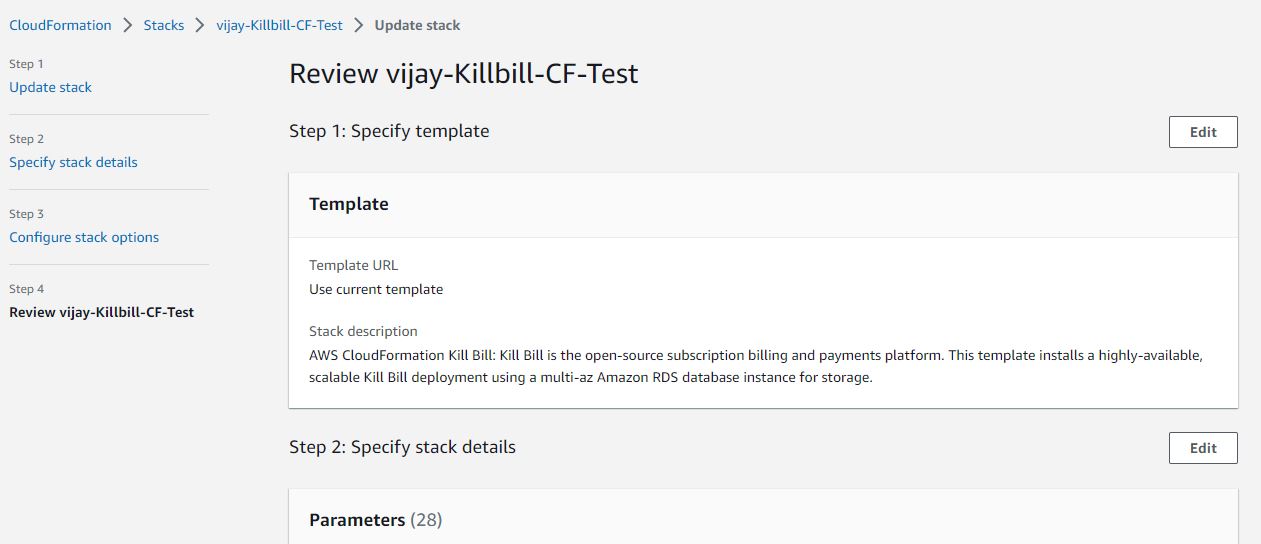 CloudFormation > Stacks > vijay-Killbill-CF-Test > Update stack
Step 1
Update stack
Step 2
Specify stack details
Step 3
Configure stack options
Step 4
Review vijay-Killbill-CF-Test
Review vijay-Killbill-CF-Test
Step 1: Specify template
Edit
Template
Template URL
Use current template
Stack description
AWS CloudFormation Kill Bill: Kill Bill is the open-source subscription billing and payments platform. This template installs a highly-available,
scalable Kill Bill deployment using a multi-az Amazon RDS database instance for storage.
Step 2: Specify stack details
Edit
Parameters (28)